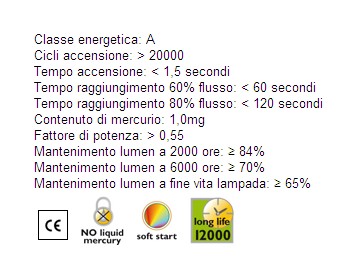 Classe energetica: A
Cicli accensione: > 20000
Tempo accensione: < 1,5 secondi
Tempo raggiungimento 60% flusso: < 60 secondi
Tempo raggiungimento 80% flusso: < 120 secondi
Contenuto di mercurio: 1,0mg
Fattore di potenza: > 0,55
Mantenimento lumen a 2000 ore: ≥ 84%
Mantenimento lumen a 6000 ore: ≥ 70%
Mantenimento lumen a fine vita lampada: ≥ 65%
CE
NO liquid
mercury
soft start
long life
12000